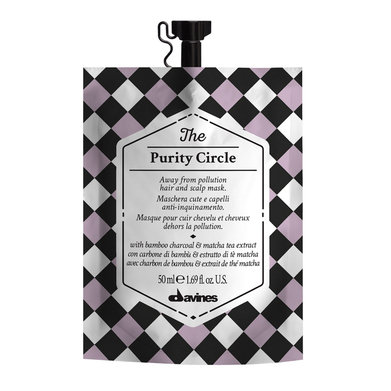 The
Purity Circle
Away from pollution
hair and scalp mask.
Maschera cute e capelli
anti-inquinamento.
Masque pour cuir chevelu et cheveux
dehors la pollution.
with bamboo charcoal & matcha tea extract
con carbone di bambù & estratto di tè matcha
avec charbon de bambou & extrait de thé matcha
50 ml ℮ 1.69 fl. oz. U.S.
davines